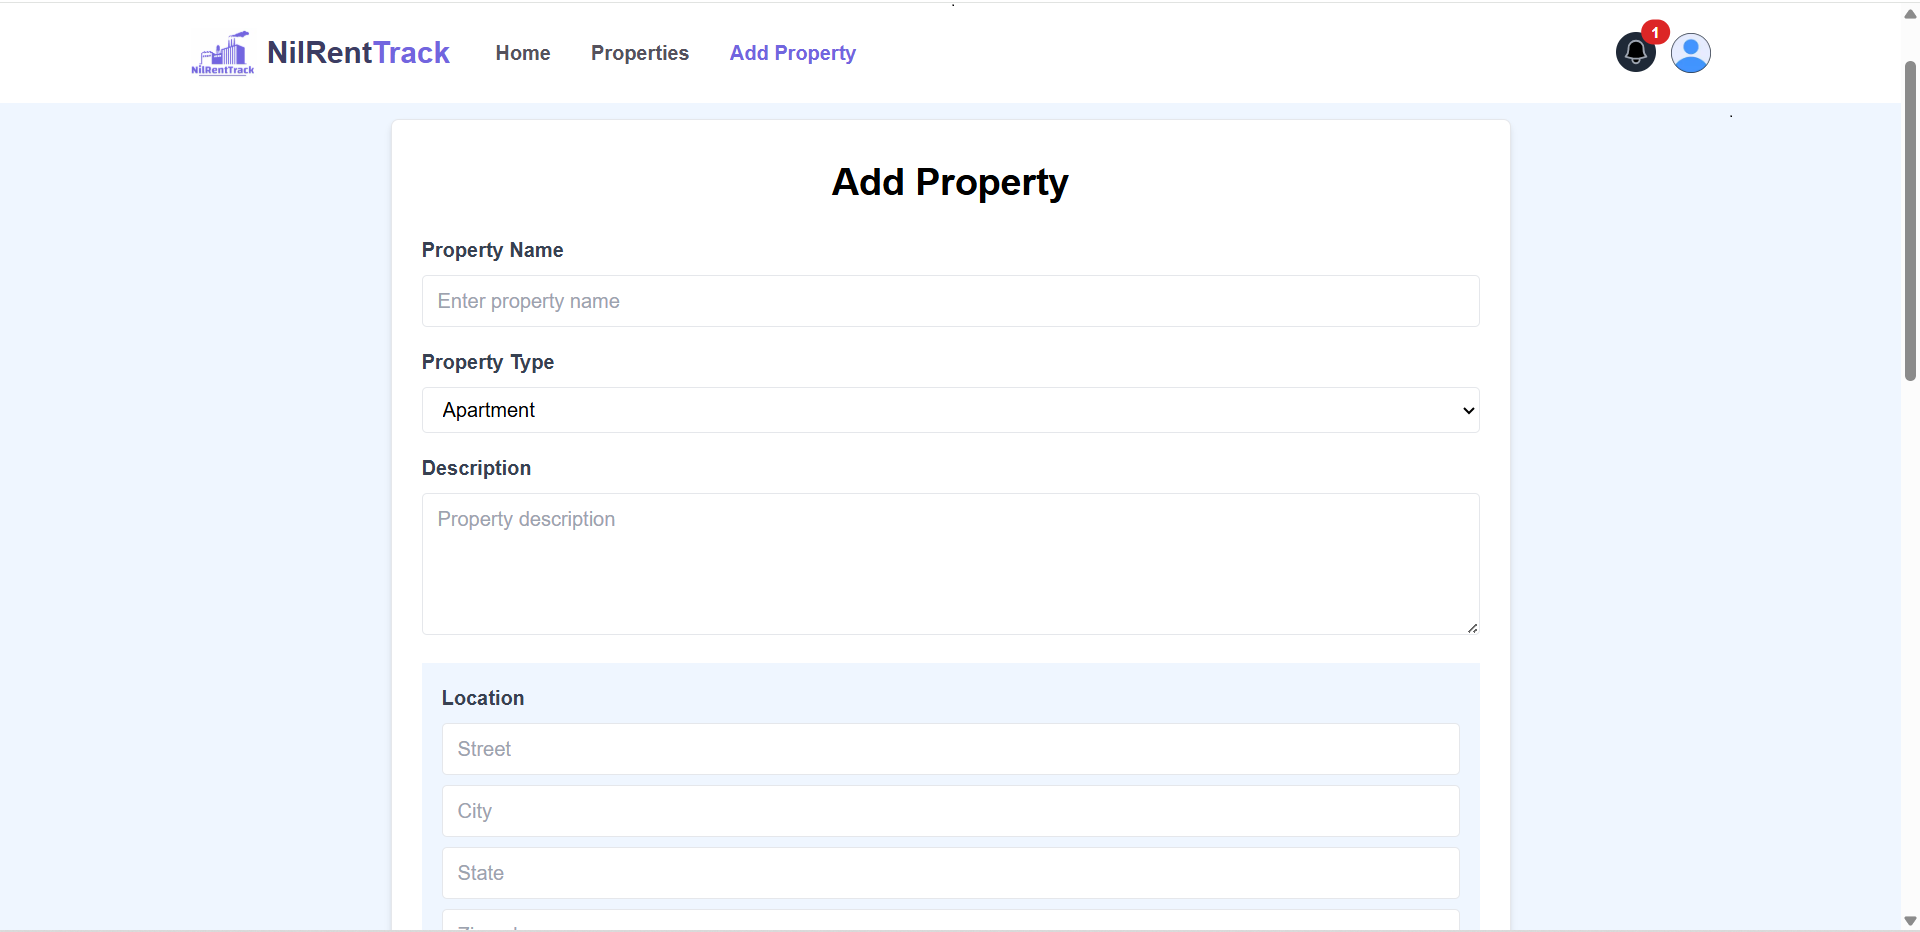 NilRentTrack
NilRentTrack
Home
Properties
Add Property
1
Add Property
Property Name
Enter property name
Property Type
Apartment
Description
Property description
Location
Street
City
State